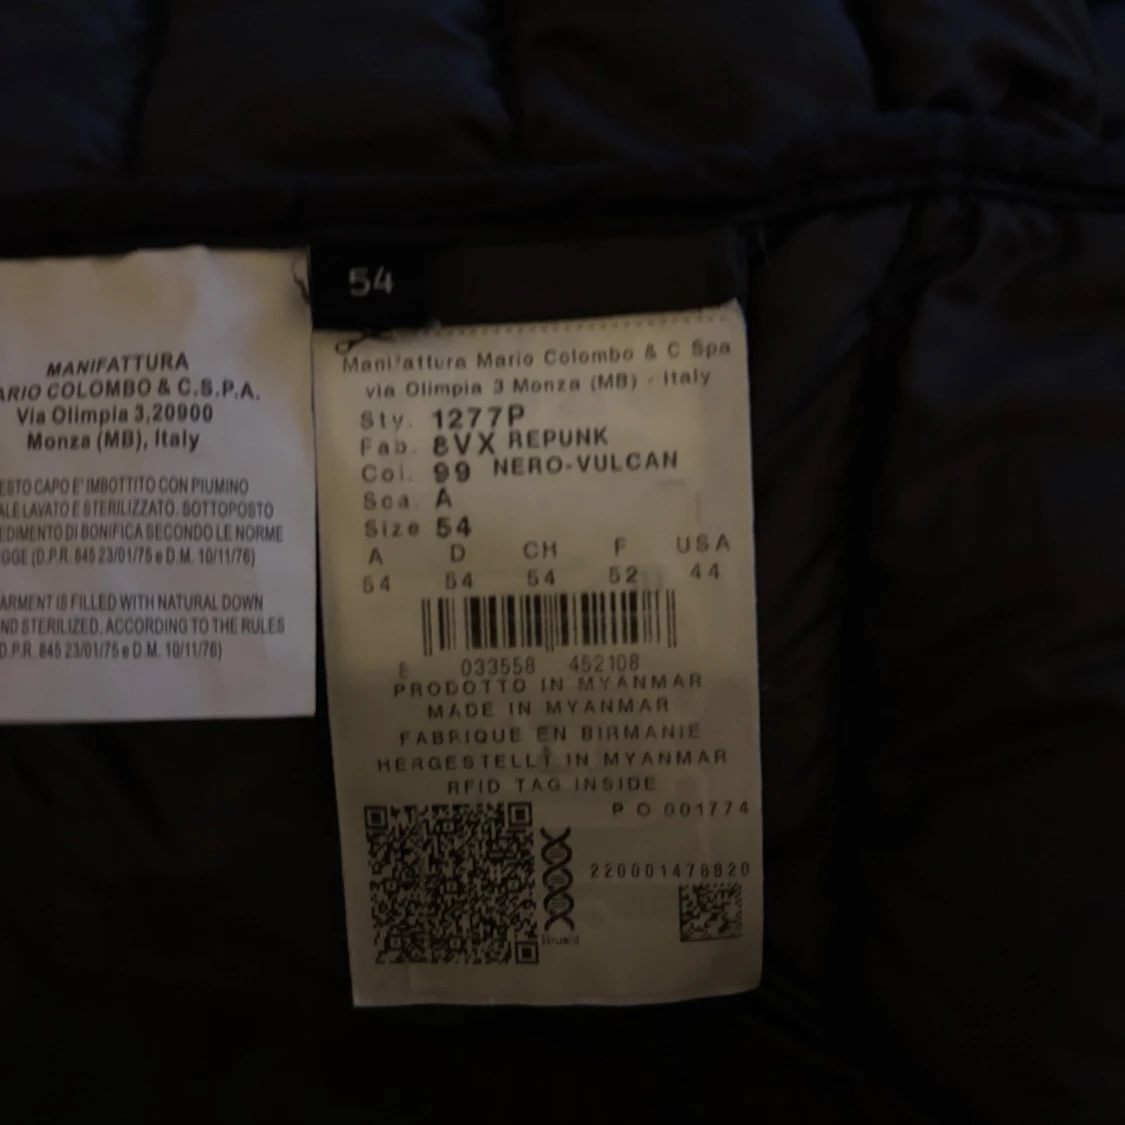 MANIFATTURA
ARIO COLOMBO & C.S.P.A.
Via Olimpia 3,20900
Monza (MB), Italy
ESTO CAPO E' IMBOTTITO CON PIUMINO
ALE LAVATO E STERILIZZATO. SOTTOPOSTO
EDIMENTO DI BONIFICA SECONDO LE NORME
GGE (D.P.R. 845 23/01/75 e D.M. 10/11/76)
ARMENT IS FILLED WITH NATURAL DOWN
ND STERILIZED, ACCORDING TO THE RULES
D.P.R. 845 23/01/75 e D.M. 10/11/76)
54
Manifattura Mario Colombo & C Spa
via Olimpia 3 Monza (MB) - Italy
Sty. 1277P
Fab. 8VX REPUNK
Col. 99 NERO-VULCAN
Sca. A
Size 54
A D CH F USA
54 54 54 52 44
8 033558 452108
PRODOTTO IN MYANMAR
MADE IN MYANMAR
FABRIQUE EN BIRMANIE
HERGESTELLT IN MYANMAR
RFID TAG INSIDE
P O 001774
220001478820